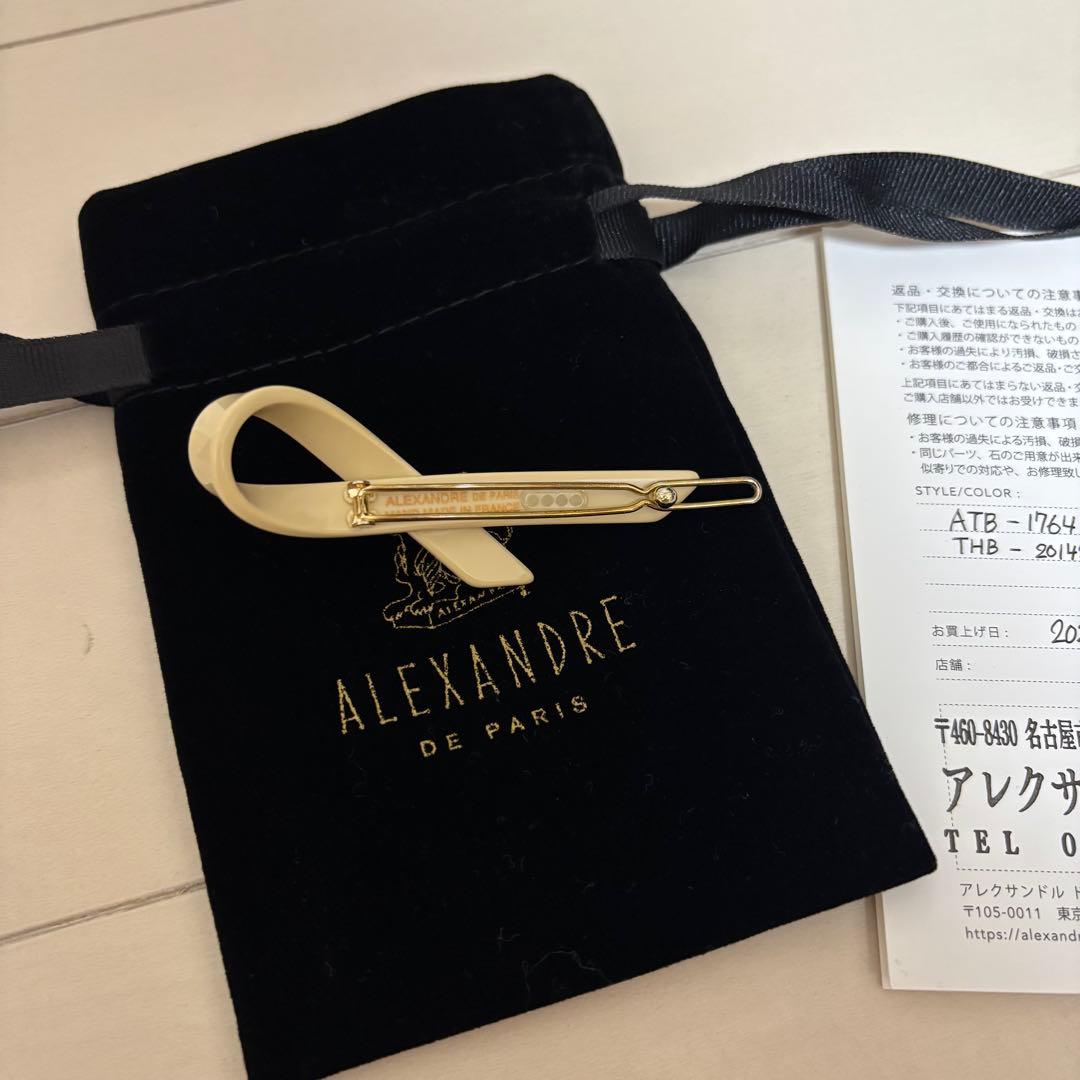 ALEXANDRE DE PARIS
HAND MADE IN FRANCE
ALEXANDRE
ALEXANDRE
DE PARIS
返品・交換についての注意事
下記項目にあてはまる返品・交換はお
・ご購入後、ご使用になられたもの
・ご購入履歴の確認ができないもの
・お客様の過失により汚損、破損さ
・お客様のご都合によるご返品・ご交
上記項目にあてはまらない返品・交
ご購入店舗以外ではお受けできま
修理についての注意事項
・お客様の過失による汚損、破損
・同じパーツ、石のご用意が出来
似寄りでの対応や、お修理致し
STYLE/COLOR :
ATB - 1764
THB - 2014
お買上げ日 : 20
店舗 :
〒460-8430 名古屋市
アレクサ
TEL 0
アレクサンドル ド
〒105-0011 東京
https://alexandr